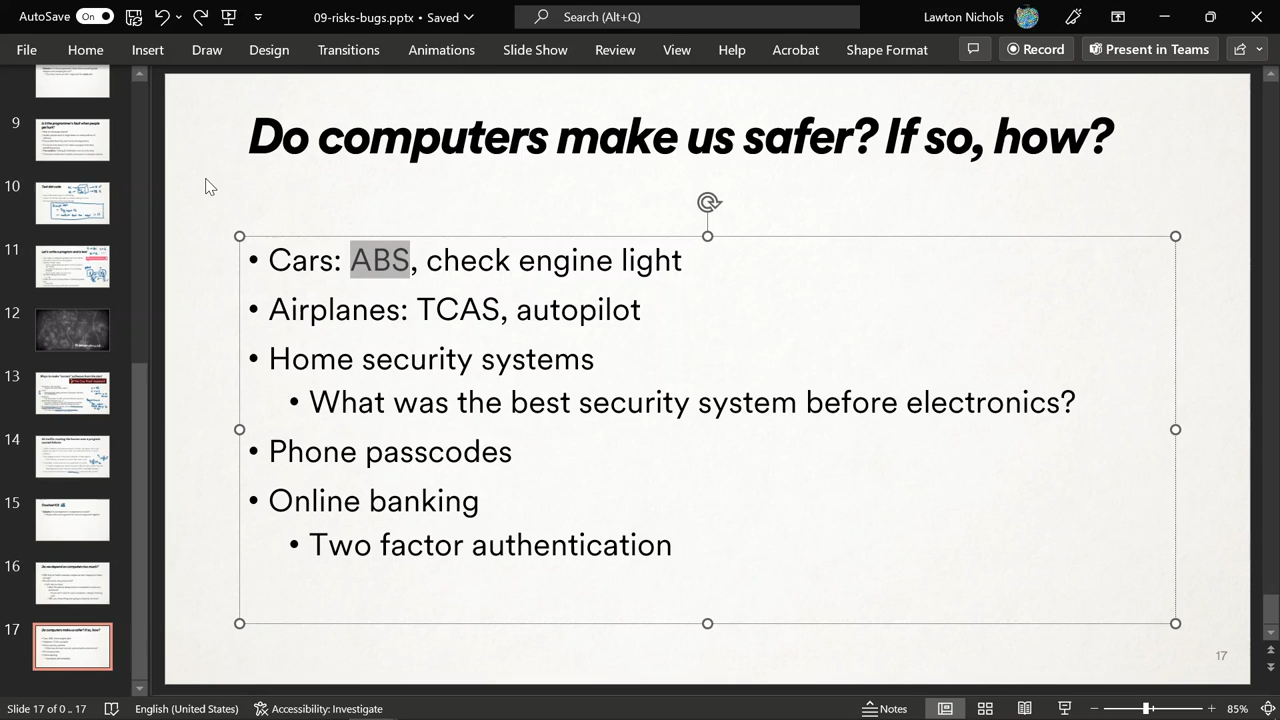 AutoSave On 09-risks-bugs.pptx • Saved Search (Alt+Q) Lawton Nichols
File Home Insert Draw Design Transitions Animations Slide Show Review View Help Acrobat Shape Format Record Present in Teams
9
10
11
12
13
14
15
16
17
Do computers make us safe? If so, how?
Cars: ABS, check engine light
• Airplanes: TCAS, autopilot
• Home security systems
• What was the best security system before electronics?
• Phone passcodes
• Online banking
• Two factor authentication
17
Slide 17 of 0 .. 17 English (United States) Accessibility: Investigate Notes 85%